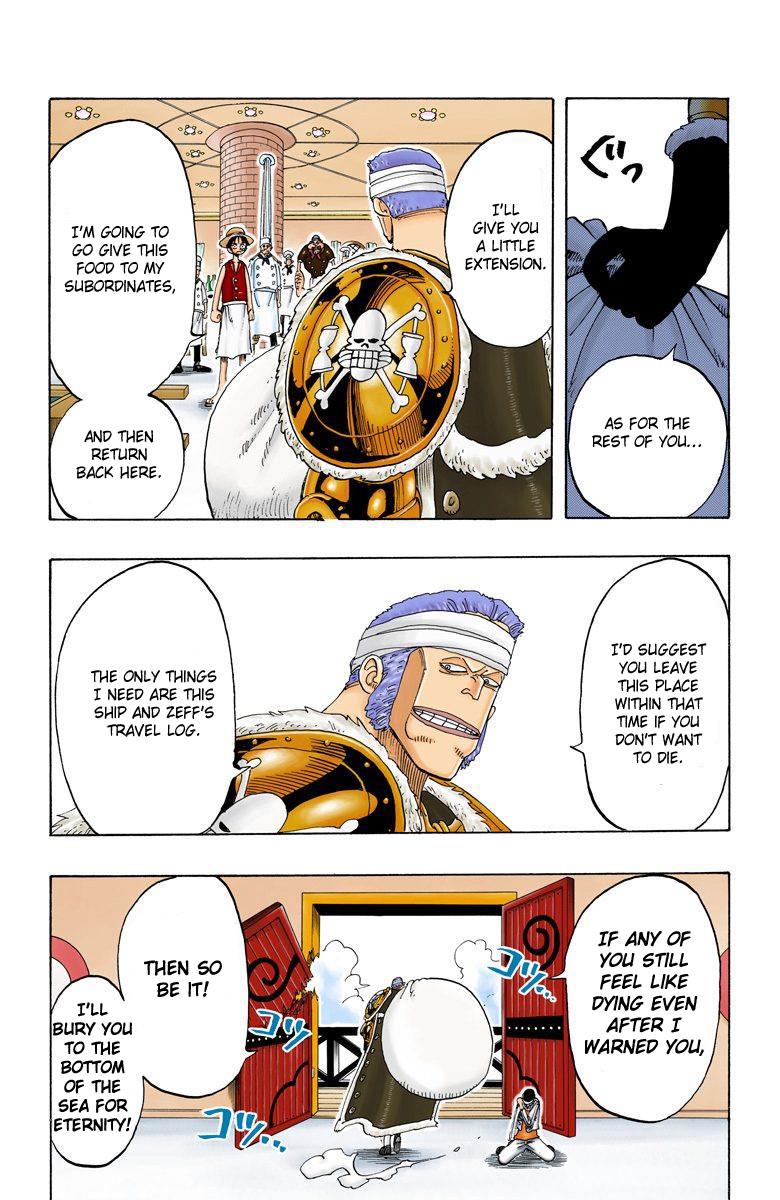 ぐっ
AS FOR THE
REST OF YOU...
I'LL
GIVE YOU
A LITTLE
EXTENSION.
I'M GOING TO
GO GIVE THIS
FOOD TO MY
SUBORDINATES,
AND THEN
RETURN
BACK HERE.
I'D SUGGEST
YOU LEAVE
THIS PLACE
WITHIN THAT
TIME IF YOU
DON'T WANT
TO DIE.
THE ONLY THINGS
I NEED ARE THIS
SHIP AND ZEFF'S
TRAVEL LOG.
IF ANY OF
YOU STILL
FEEL LIKE
DYING EVEN
AFTER I
WARNED YOU,
コツ...
THEN SO
BE IT!
コツ
I'LL
BURY YOU
TO THE
BOTTOM
OF THE
SEA FOR
ETERNITY!
コツ...